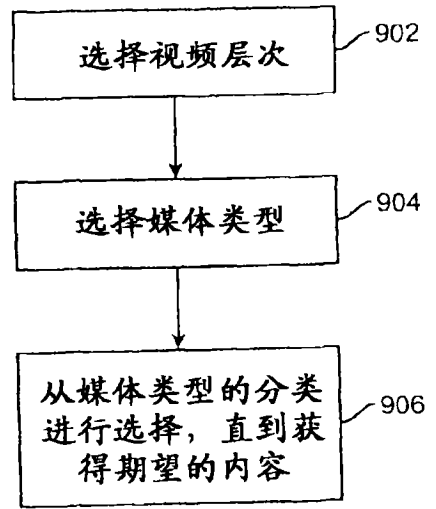 选择视频层次
902
选择媒体类型
904
从媒体类型的分类
进行选择，直到获
得期望的内容
906